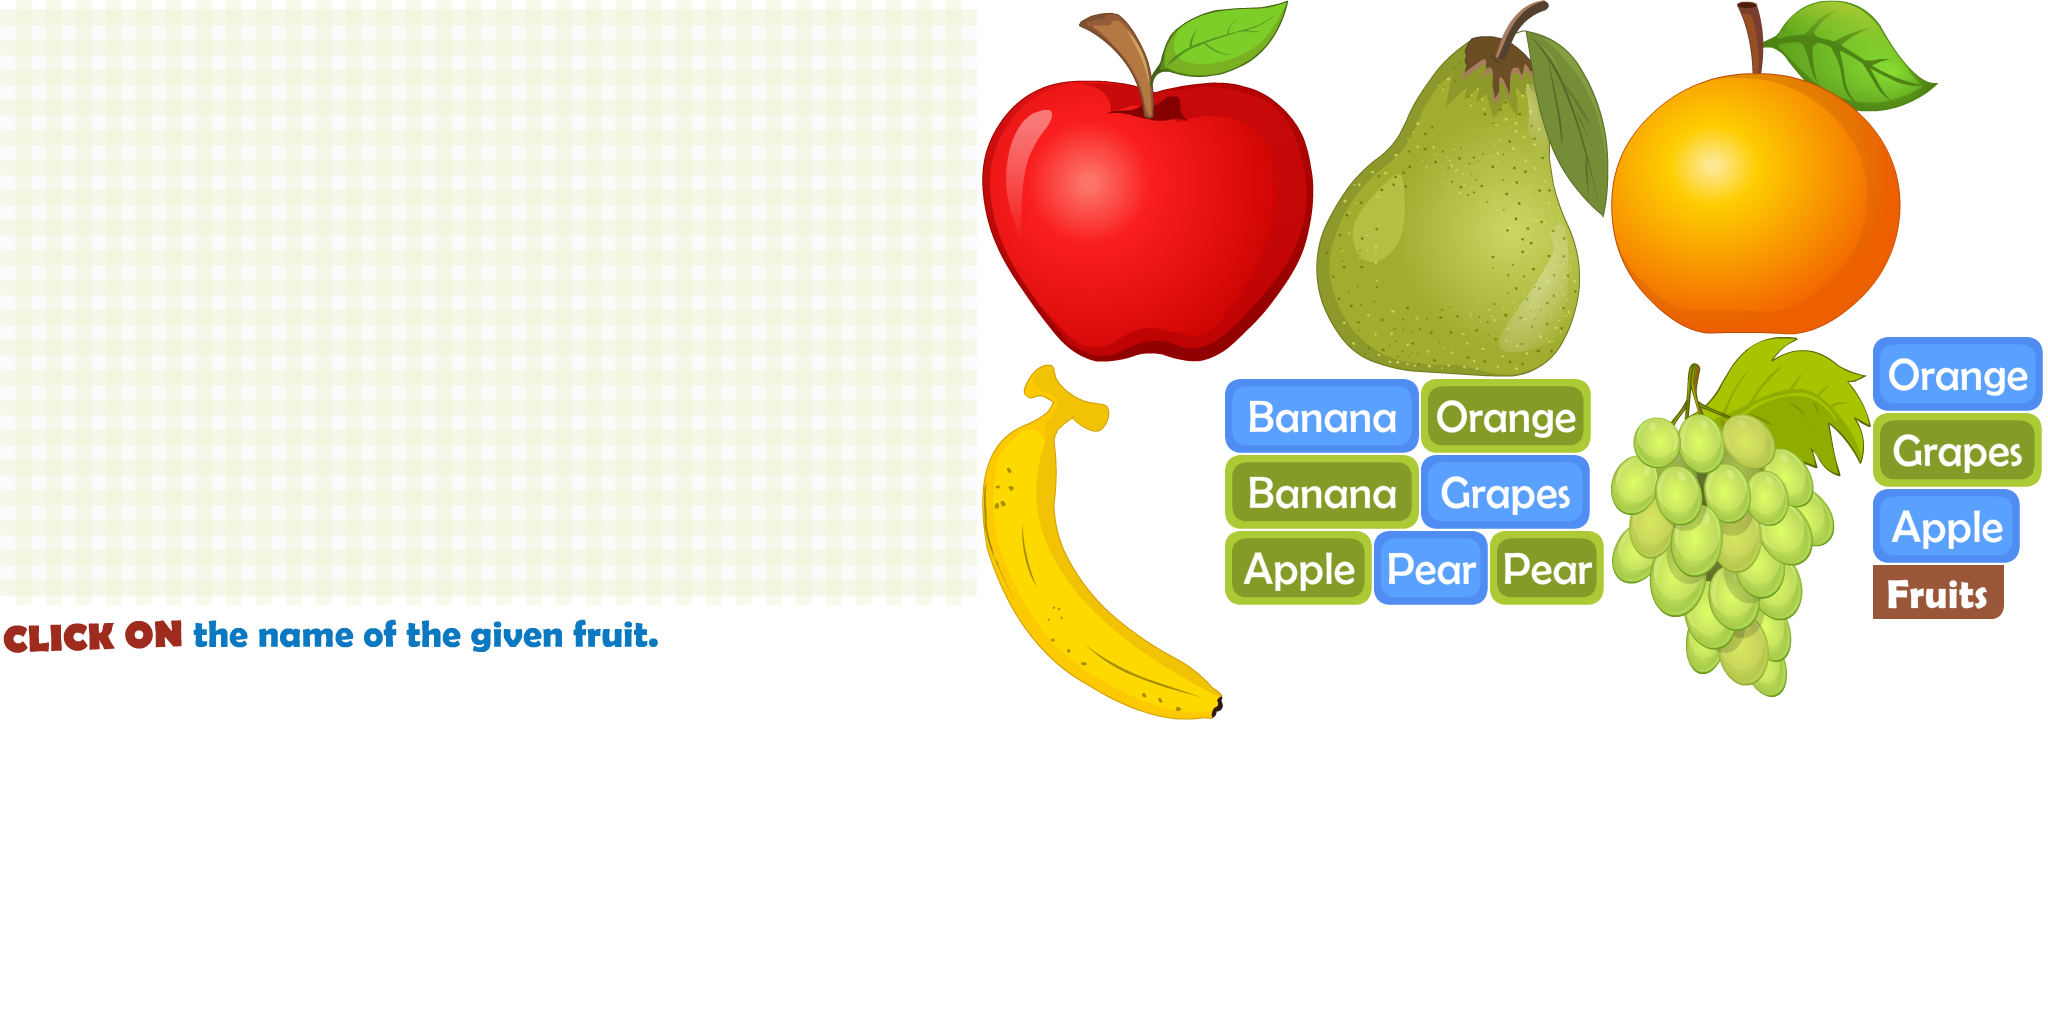 CLICK ON the name of the given fruit.
Banana
Orange
Banana
Grapes
Apple
Pear
Pear
Orange
Grapes
Apple
Fruits